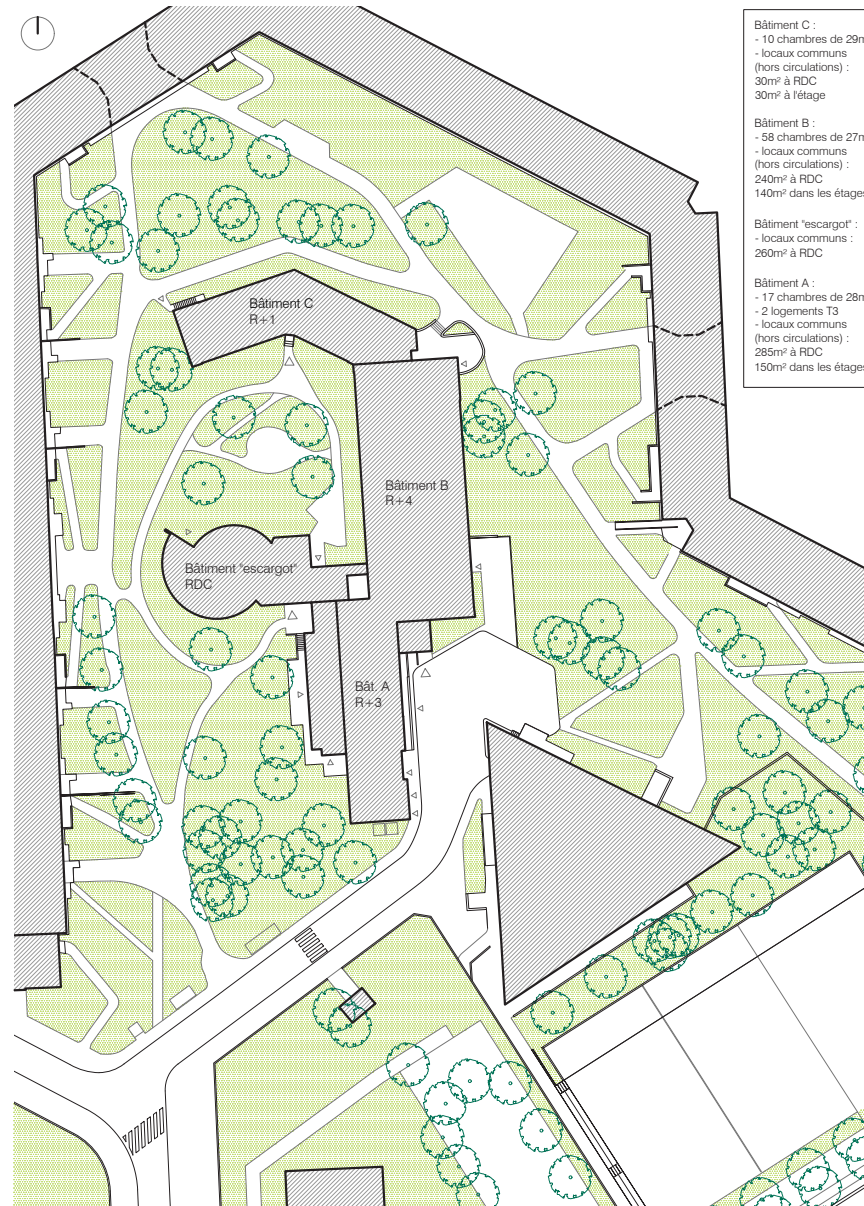 Bâtiment C :
- 10 chambres de 29m
- locaux communs
(hors circulations) :
30m² à RDC
30m² à l'étage
Bâtiment B :
- 58 chambres de 27m
- locaux communs
(hors circulations) :
240m² à RDC
140m² dans les étages
Bâtiment "escargot" :
- locaux communs :
260m² à RDC
Bâtiment A :
- 17 chambres de 28m
- 2 logements T3
- locaux communs
(hors circulations) :
285m² à RDC
150m² dans les étages
Bâtiment C
R+1
Bâtiment B
R+4
Bâtiment "escargot"
RDC
Bât. A
R+3